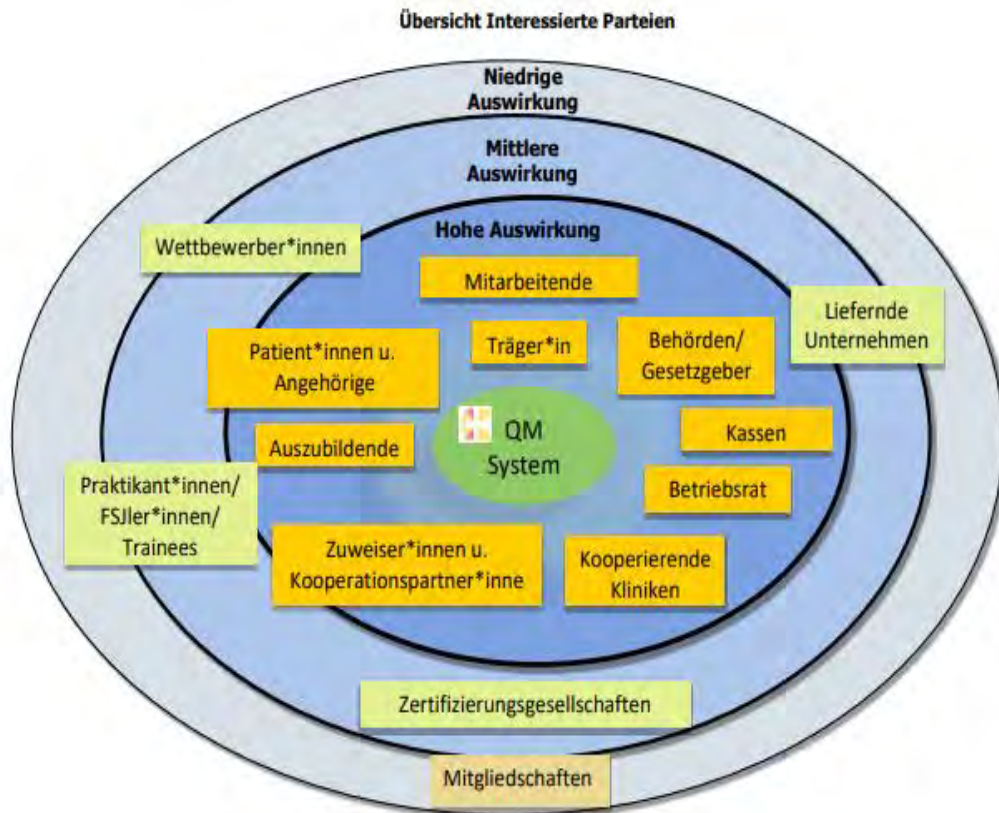 Übersicht Interessierte Parteien
Niedrige
Auswirkung
Mittlere
Auswirkung
Hohe Auswirkung
Wettbewerber*innen
Mitarbeitende
Liefernde
Unternehmen
Träger*in
Behörden/
Gesetzgeber
Patient*innen u.
Angehörige
QM
System
Kassen
Auszubildende
Betriebsrat
Praktikant*innen/
FSJler*innen/
Trainees
Zuweiser*innen u.
Kooperationspartner*inne
Kooperierende
Kliniken
Zertifizierungsgesellschaften
Mitgliedschaften